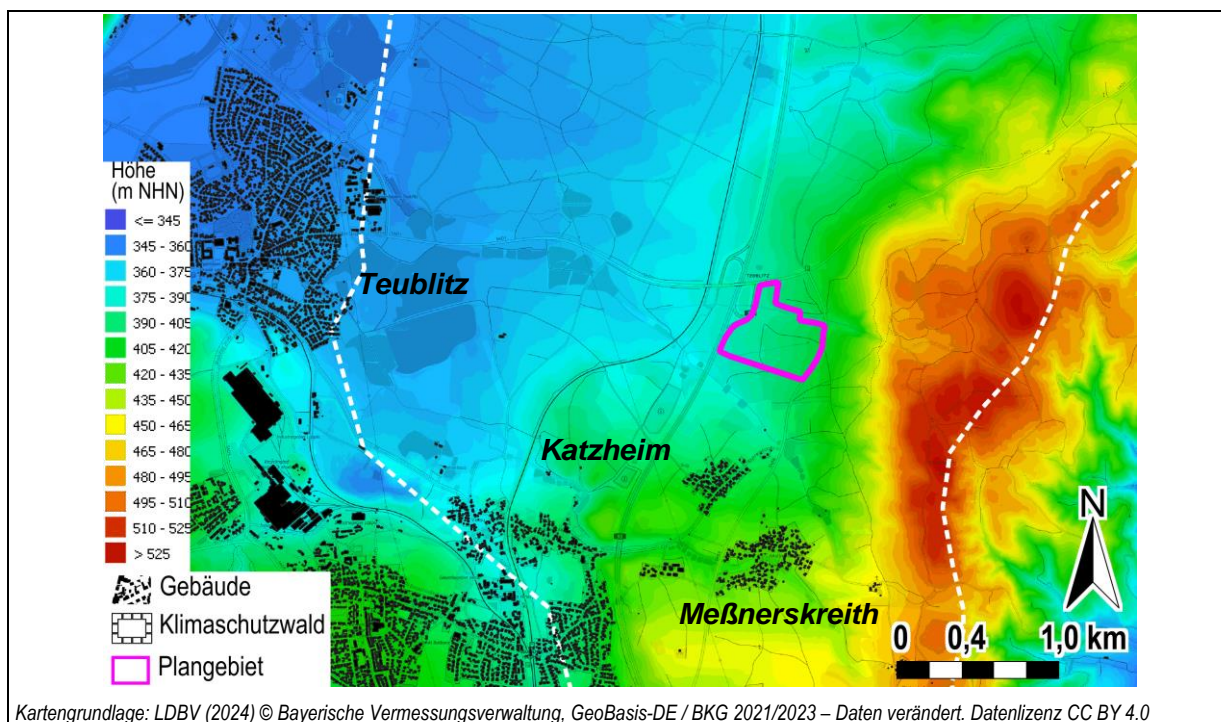 Höhe
(m NHN)
<= 345
345 - 360
360 - 375
375 - 390
390 - 405
405 - 420
420 - 435
435 - 450
450 - 465
465 - 480
480 - 495
495 - 510
510 - 525
> 525
Gebäude
Klimaschutzwald
Plangebiet
Teublitz
TEUBLITZ
Katzheim
Meßnerskreith
N
0 0,4 1,0 km
Kartengrundlage: LDBV (2024) © Bayerische Vermessungsverwaltung, GeoBasis-DE / BKG 2021/2023 – Daten verändert. Datenlizenz CC BY 4.0